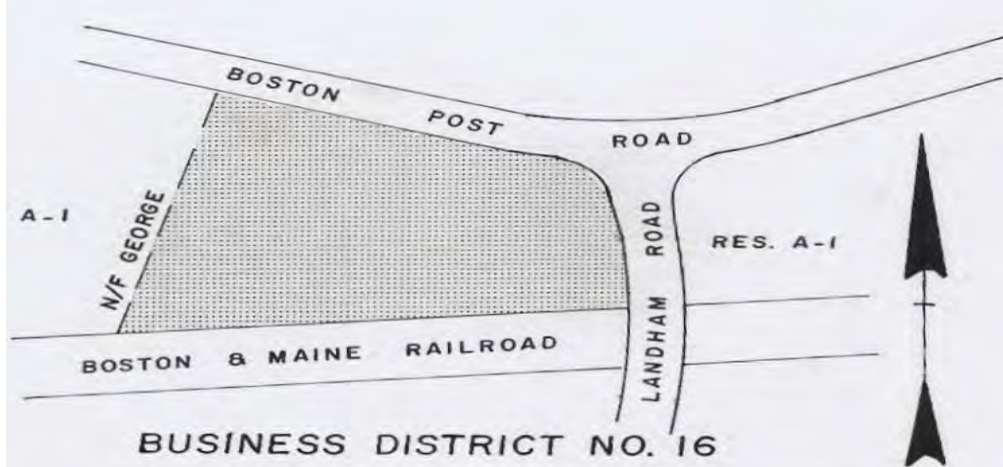 BOSTON POST ROAD
A-1
N/F GEORGE
LANDHAM ROAD
RES. A-1
BOSTON & MAINE RAILROAD
BUSINESS DISTRICT NO. 16